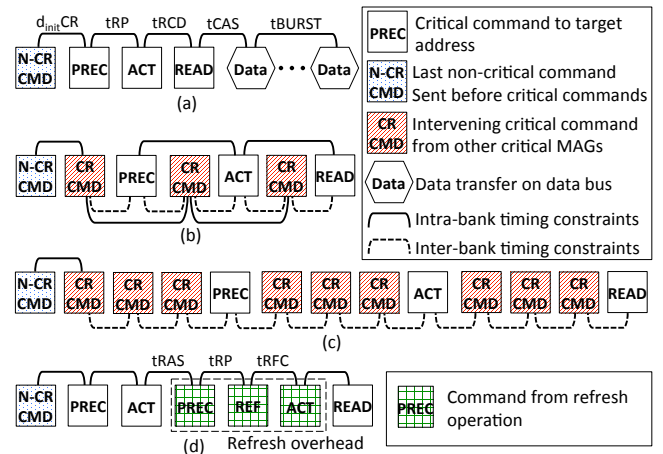 d_initCR tRP tRCD tCAS tBURST
N-CR CMD PREC ACT READ Data • • • Data
(a)
N-CR CMD CR CMD PREC CR CMD ACT CR CMD READ
(b)
PREC Critical command to target address
N-CR CMD Last non-critical command Sent before critical commands
CR CMD Intervening critical command from other critical MAGs
Data Data transfer on data bus
Intra-bank timing constraints
Inter-bank timing constraints
N-CR CMD CR CMD CR CMD CR CMD PREC CR CMD CR CMD CR CMD ACT CR CMD CR CMD CR CMD READ
(c)
tRAS tRP tRFC
N-CR CMD PREC ACT PREC REF ACT READ
(d) Refresh overhead
PREC Command from refresh operation